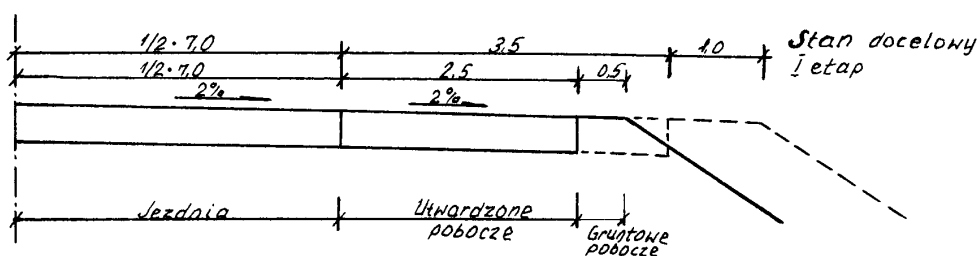 1/2·7,0 3,5 1,0 Stan docelowy
1/2·7,0 2,5 0,5 I etap
2% 2%
Jezdnia Utwardzone pobocze Gruntowe pobocze